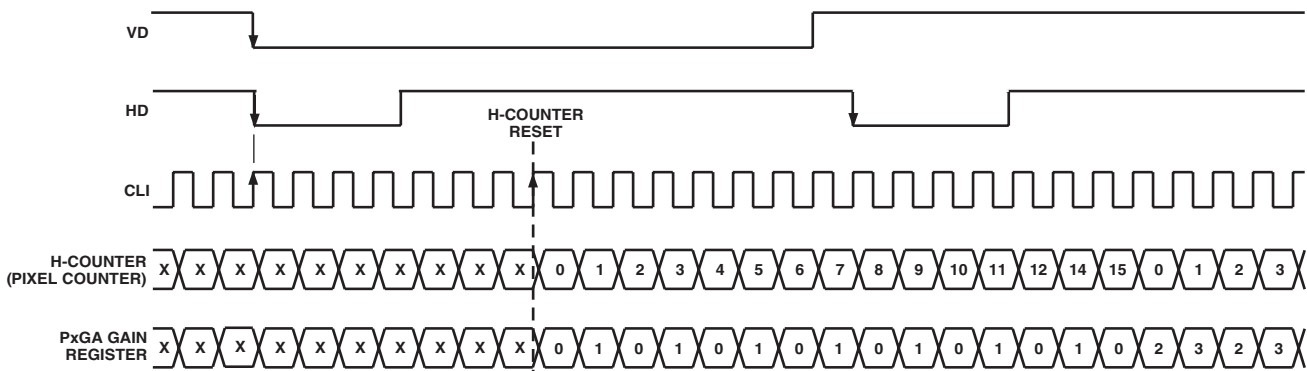 VD
HD
H-COUNTER
RESET
CLI
H-COUNTER
(PIXEL COUNTER)
X X X X X X X X X X 0 1 2 3 4 5 6 7 8 9 10 11 12 14 15 0 1 2 3
PxGA GAIN
REGISTER
X X X X X X X X X X 0 1 0 1 0 1 0 1 0 1 0 1 0 1 0 2 3 2 3